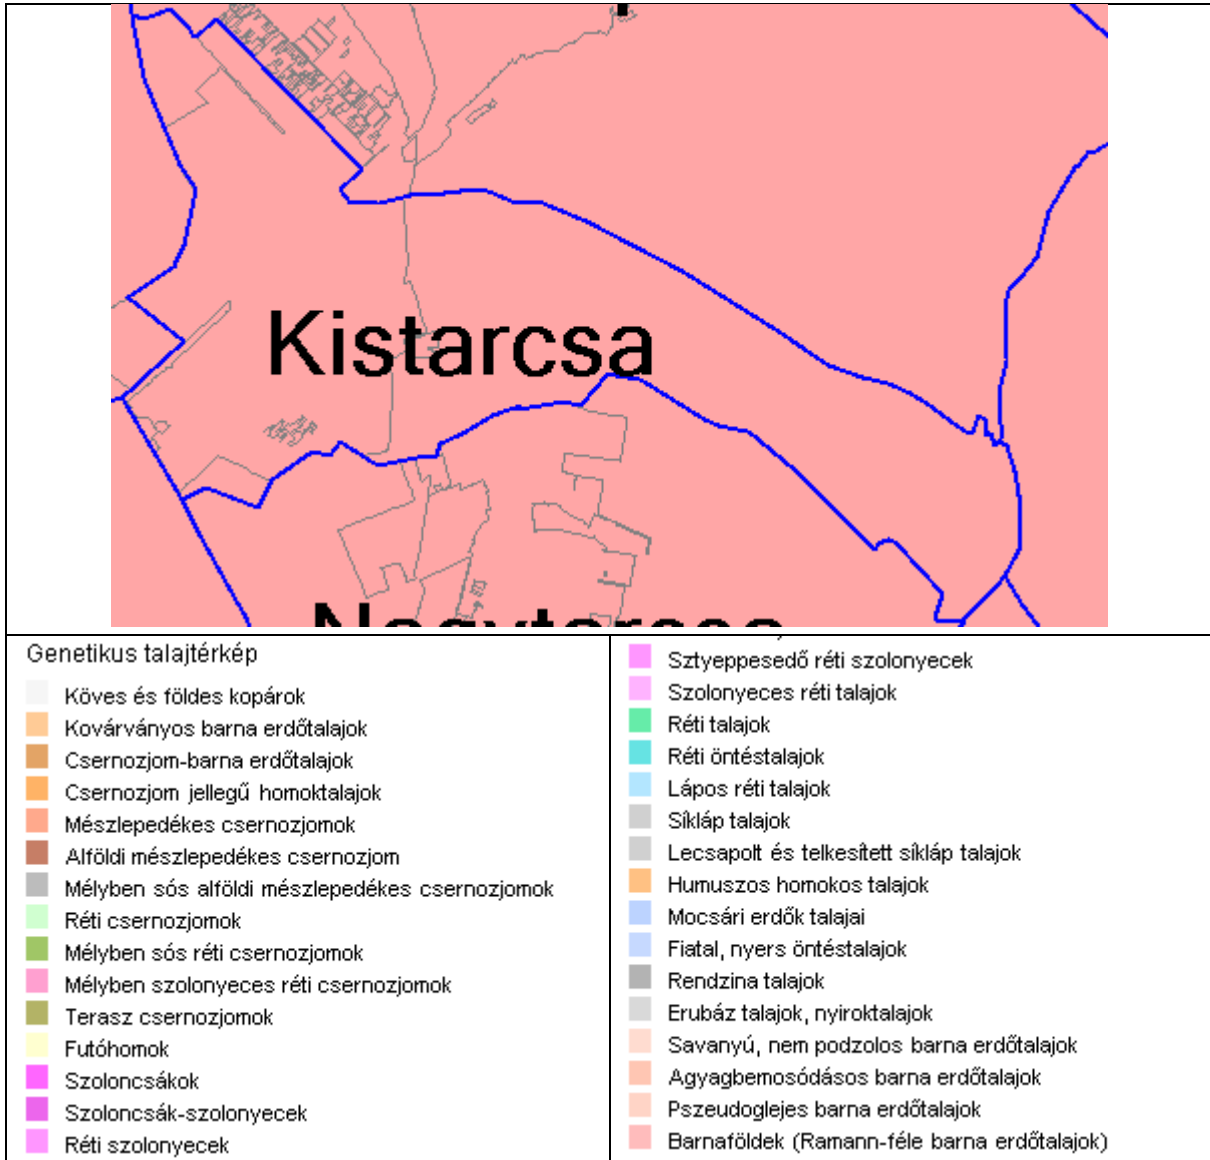 Kistarcsa
Nagytarcsa
Genetikus talajtérkép
Köves és földes kopárok
Kovárványos barna erdőtalajok
Csernozjom-barna erdőtalajok
Csernozjom jellegű homoktalajok
Mészlepedékes csernozjomok
Alföldi mészlepedékes csernozjom
Mélyben sós alföldi mészlepedékes csernozjomok
Réti csernozjomok
Mélyben sós réti csernozjomok
Mélyben szolonyeces réti csernozjomok
Terasz csernozjomok
Futóhomok
Szoloncsákok
Szoloncsák-szolonyecek
Réti szolonyecek
Sztyeppesedő réti szolonyecek
Szolonyeces réti talajok
Réti talajok
Réti öntéstalajok
Lápos réti talajok
Síkláp talajok
Lecsapolt és telkesített síkláp talajok
Humuszos homokos talajok
Mocsári erdők talajai
Fiatal, nyers öntéstalajok
Rendzina talajok
Erubáz talajok, nyiroktalajok
Savanyú, nem podzolos barna erdőtalajok
Agyagbemosódásos barna erdőtalajok
Pszeudoglejes barna erdőtalajok
Barnaföldek (Ramann-féle barna erdőtalajok)